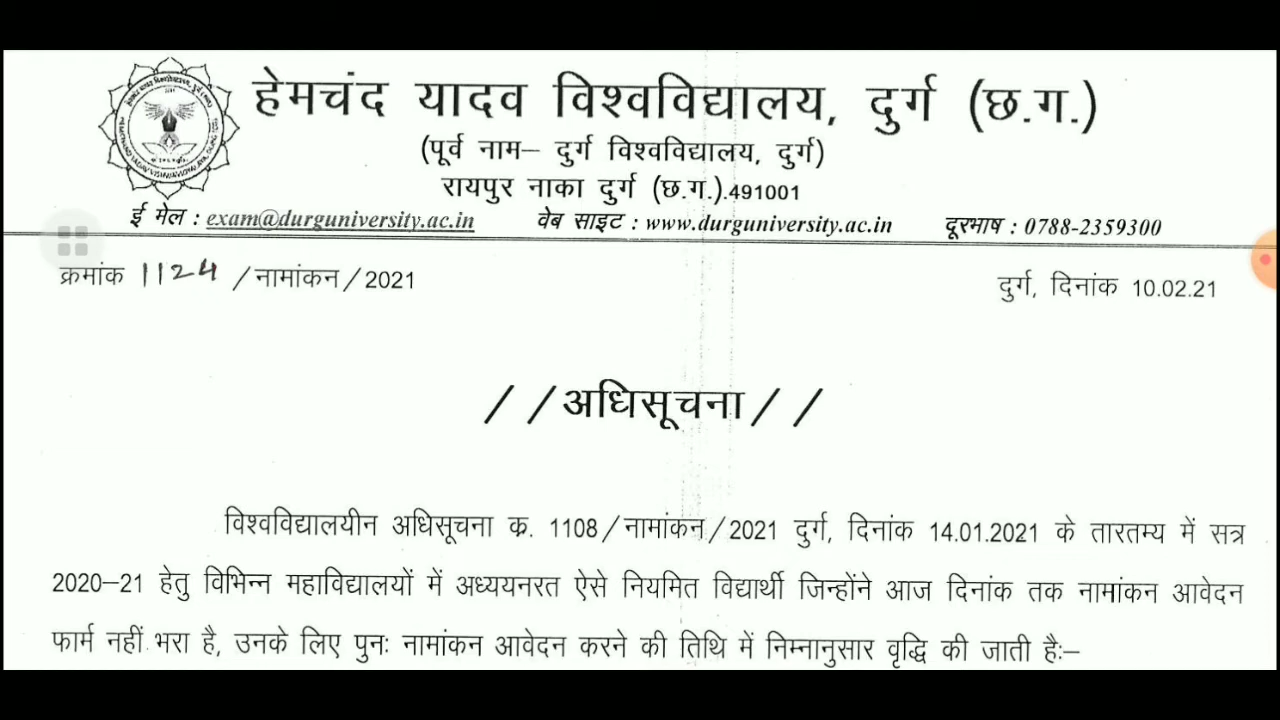 हेमचंद यादव विश्वविद्यालय, दुर्ग (छ.ग.)
(पूर्व नाम– दुर्ग विश्वविद्यालय, दुर्ग)
रायपुर नाका दुर्ग (छ.ग.).491001
ई मेल : exam@durguniversity.ac.in वेब साइट : www.durguniversity.ac.in दूरभाष : 0788-2359300
क्रमांक 1124 /नामांकन/2021 दुर्ग, दिनांक 10.02.21
//अधिसूचना//
विश्वविद्यालयीन अधिसूचना क्र. 1108/नामांकन/2021 दुर्ग, दिनांक 14.01.2021 के तारतम्य में सत्र
2020–21 हेतु विभिन्न महाविद्यालयों में अध्ययनरत ऐसे नियमित विद्यार्थी जिन्होंने आज दिनांक तक नामांकन आवेदन
फार्म नहीं भरा है, उनके लिए पुनः नामांकन आवेदन करने की तिथि में निम्नानुसार वृद्धि की जाती है:–